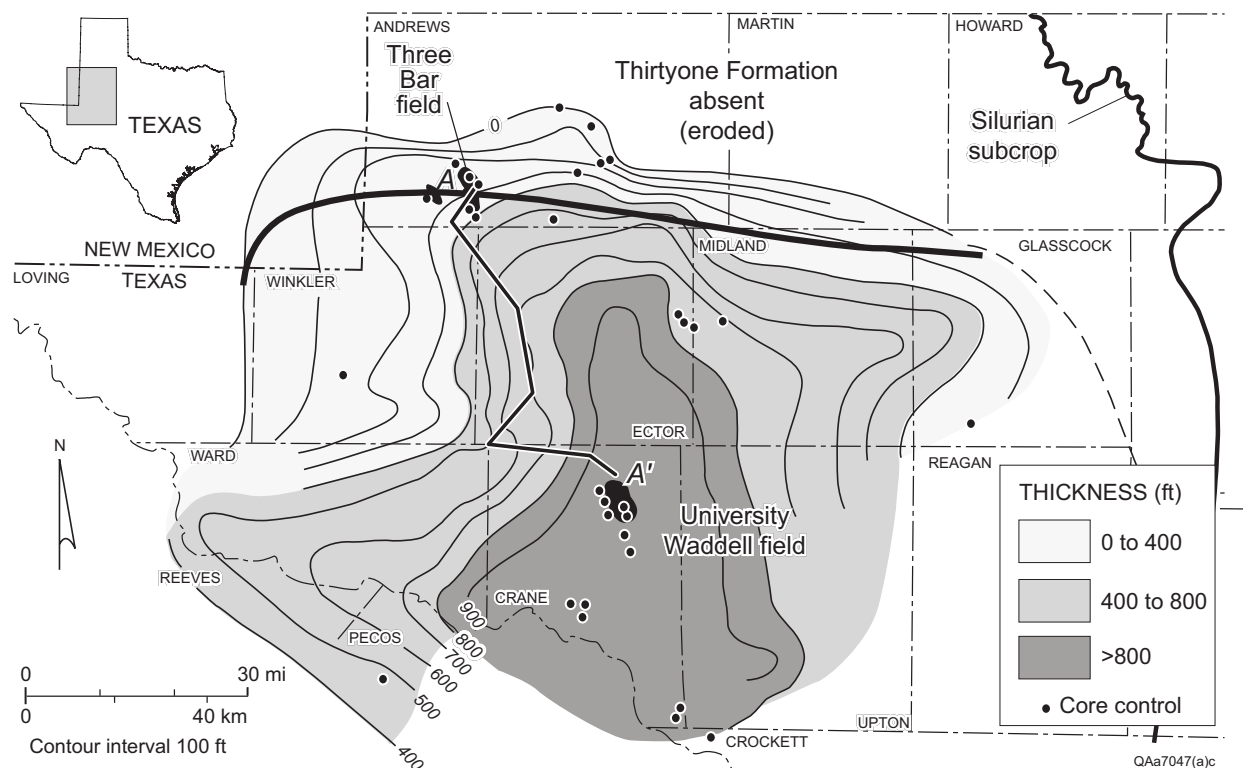 ANDREWS
MARTIN
HOWARD
Three
Bar
field
Thirtyone Formation
absent
(eroded)
Silurian
subcrop
TEXAS
0
A
NEW MEXICO
TEXAS
LOVING
WINKLER
MIDLAND
GLASSCOCK
N
WARD
ECTOR
REAGAN
A'
University
Waddell field
REEVES
CRANE
PECOS
900
800
700
600
500
400
UPTON
CROCKETT
THICKNESS (ft)
0 to 400
400 to 800
>800
Core control
0 30 mi
0 40 km
Contour interval 100 ft
QAa7047(a)c